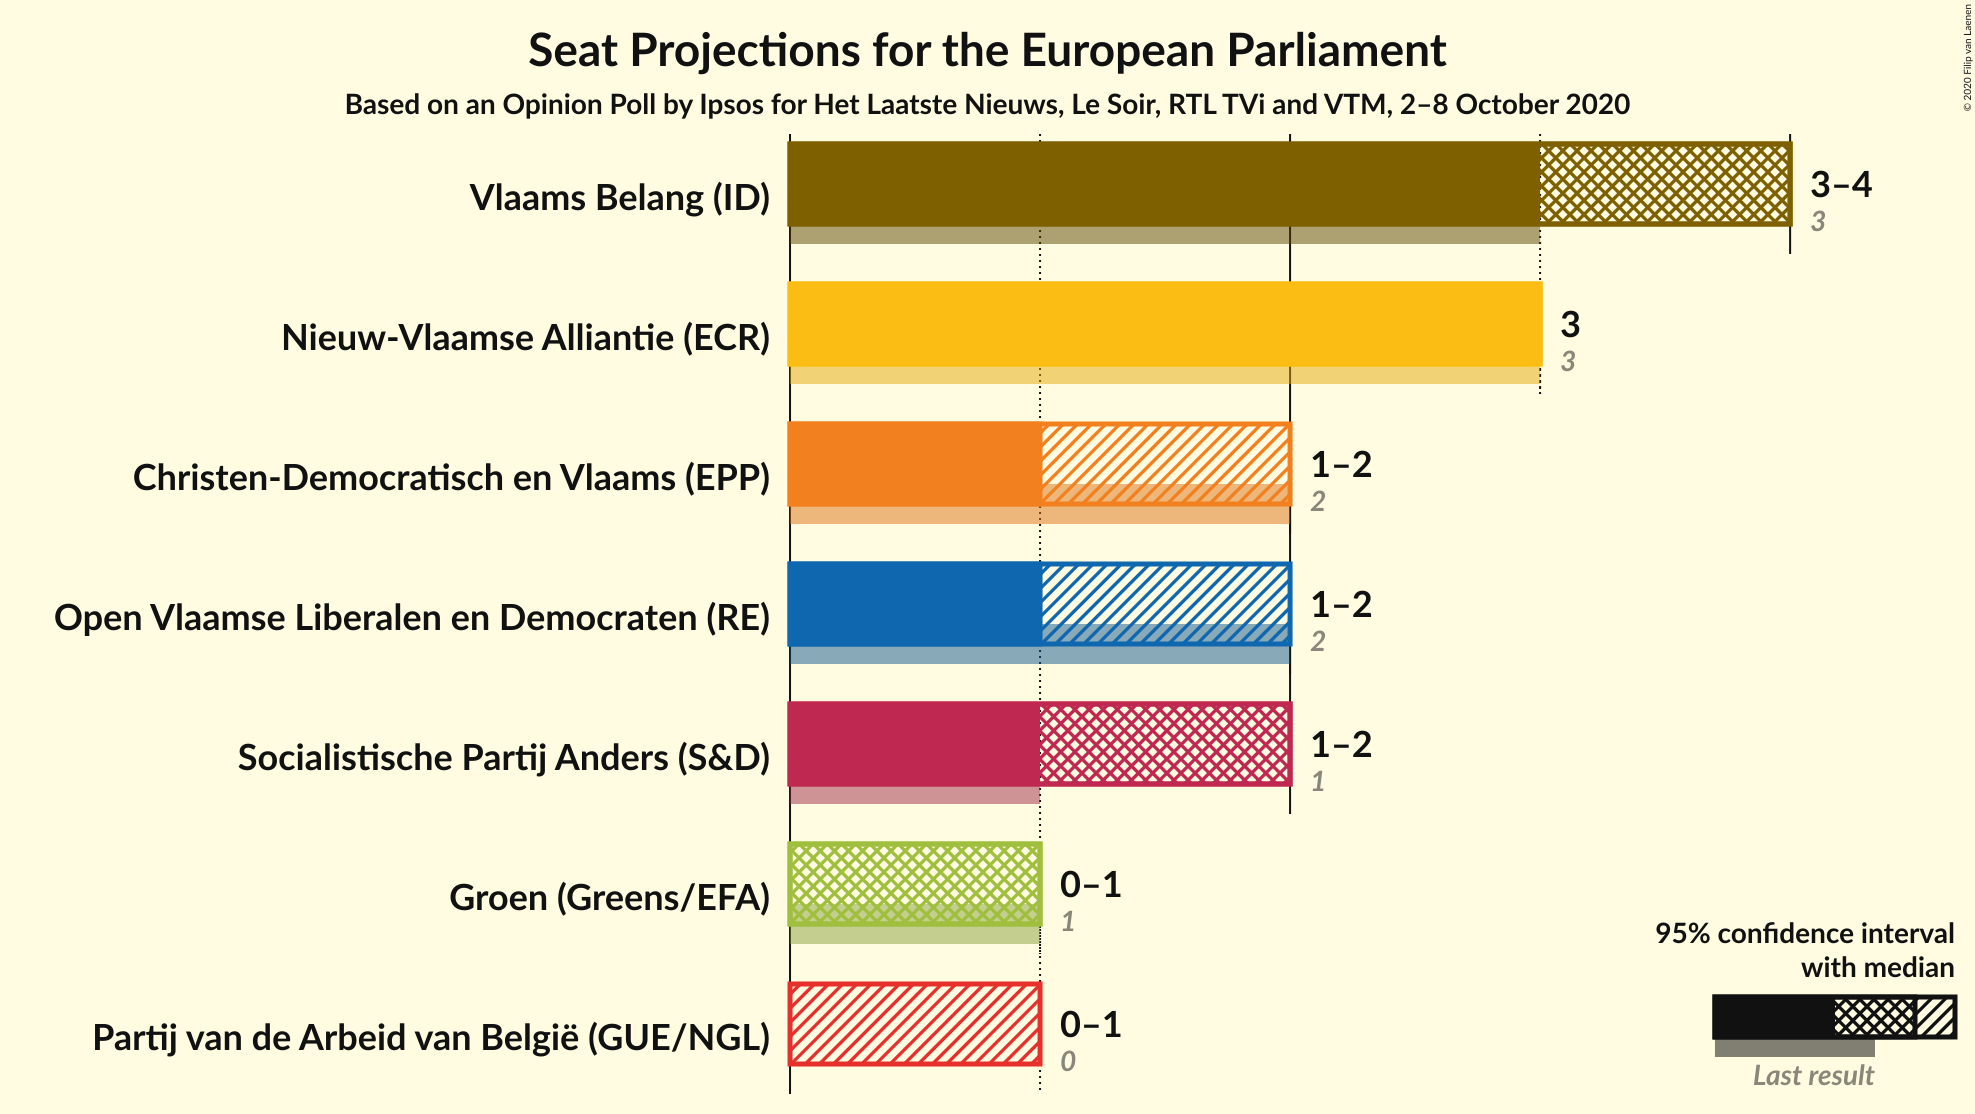 Seat Projections for the European Parliament
Based on an Opinion Poll by Ipsos for Het Laatste Nieuws, Le Soir, RTL TVi and VTM, 2–8 October 2020
© 2020 Filip van Laenen
Vlaams Belang (ID)
3–4
3
Nieuw-Vlaamse Alliantie (ECR)
3
3
Christen-Democratisch en Vlaams (EPP)
1–2
2
Open Vlaamse Liberalen en Democraten (RE)
1–2
2
Socialistische Partij Anders (S&D)
1–2
1
Groen (Greens/EFA)
0–1
1
Partij van de Arbeid van België (GUE/NGL)
0–1
0
95% confidence interval
with median
Last result